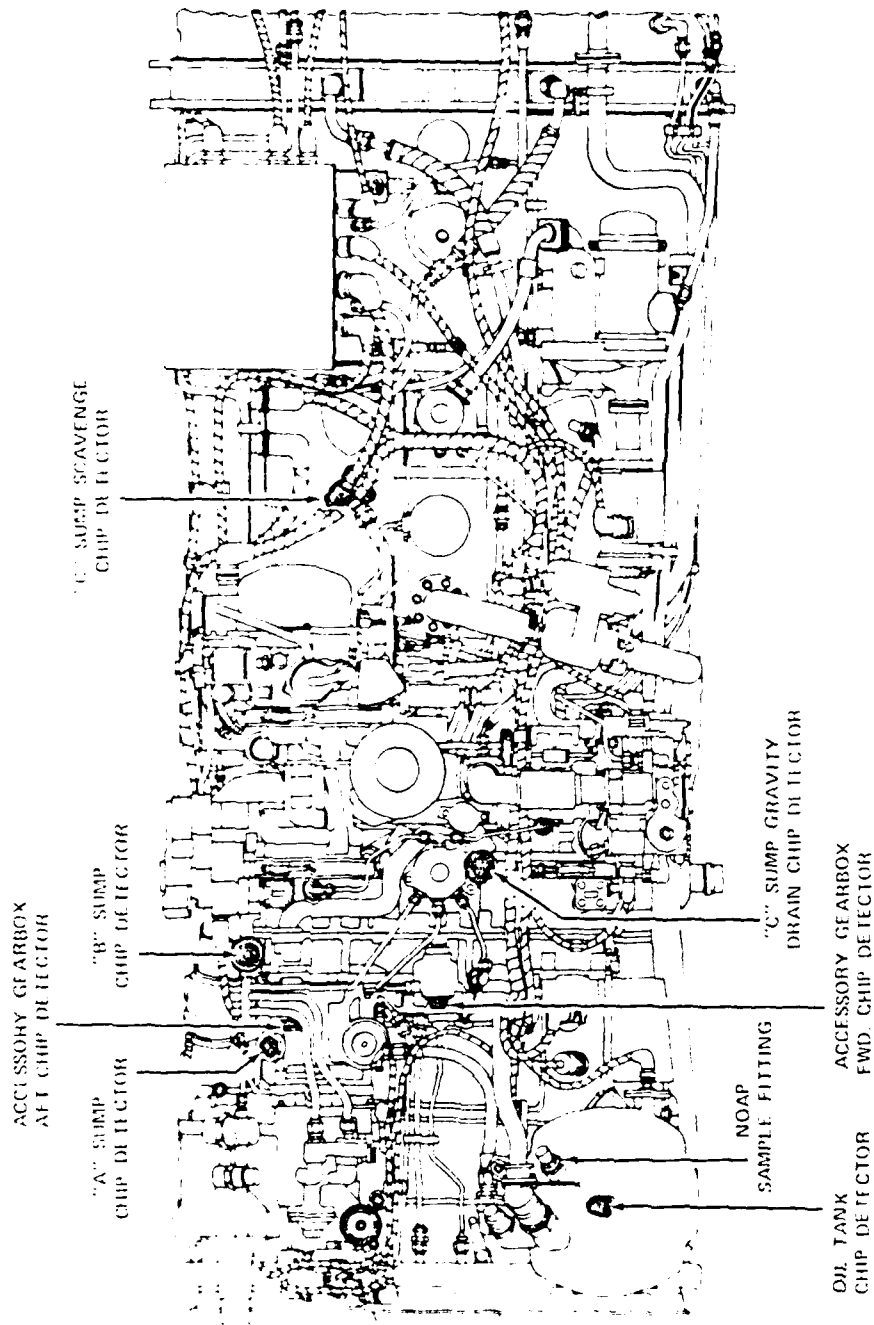 ACCESSORY GEARBOX
AFT CHIP DETECTOR
"A" SUMP
CHIP DETECTOR
"B" SUMP
CHIP DETECTOR
"C" SUMP SCAVENGE
CHIP DETECTOR
OIL TANK
CHIP DETECTOR
NOAP
SAMPLE FITTING
ACCESSORY GEARBOX
FWD. CHIP DETECTOR
"C" SUMP GRAVITY
DRAIN CHIP DETECTOR